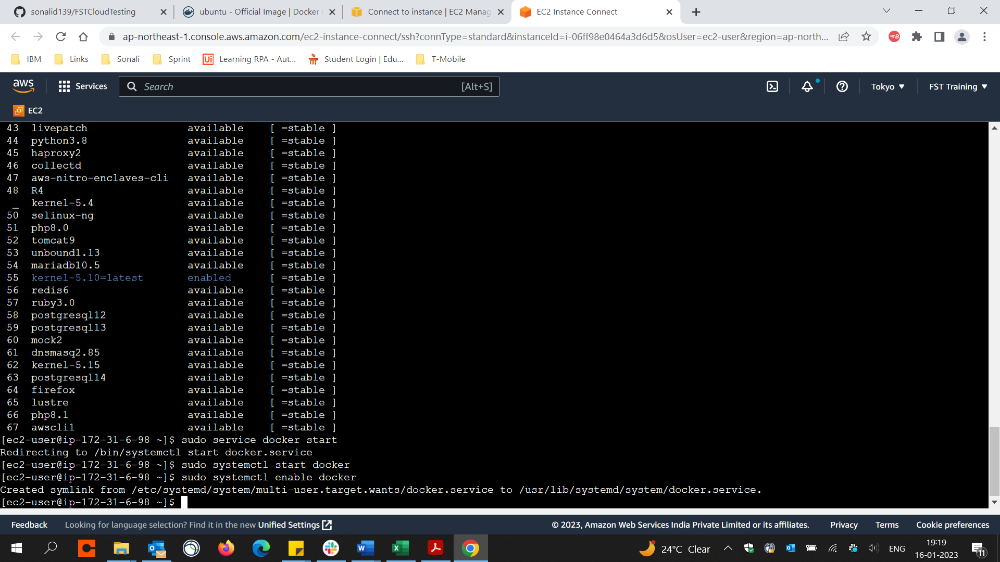 sonalid139/FSTCloudTesting
ubuntu - Official Image | Docker
Connect to instance | EC2 Manag
EC2 Instance Connect
ap-northeast-1.console.aws.amazon.com/ec2-instance-connect/ssh?connType=standard&instanceId=i-06ff98e0464a3d6d5&osUser=ec2-user&region=ap-north...
IBM Links Sonali Sprint Ui Learning RPA - Aut... Student Login | Edu... T-Mobile
aws Services Search [Alt+S] Tokyo FST Training
EC2
43 livepatch available [ =stable ]
44 python3.8 available [ =stable ]
45 haproxy2 available [ =stable ]
46 collectd available [ =stable ]
47 aws-nitro-enclaves-cli available [ =stable ]
48 R4 available [ =stable ]
_ kernel-5.4 available [ =stable ]
50 selinux-ng available [ =stable ]
51 php8.0 available [ =stable ]
52 tomcat9 available [ =stable ]
53 unbound1.13 available [ =stable ]
54 mariadb10.5 available [ =stable ]
55 kernel-5.10=latest enabled [ =stable ]
56 redis6 available [ =stable ]
57 ruby3.0 available [ =stable ]
58 postgresql12 available [ =stable ]
59 postgresql13 available [ =stable ]
60 mock2 available [ =stable ]
61 dnsmasq2.85 available [ =stable ]
62 kernel-5.15 available [ =stable ]
63 postgresql14 available [ =stable ]
64 firefox available [ =stable ]
65 lustre available [ =stable ]
66 php8.1 available [ =stable ]
67 awscli1 available [ =stable ]
[ec2-user@ip-172-31-6-98 ~]$ sudo service docker start
Redirecting to /bin/systemctl start docker.service
[ec2-user@ip-172-31-6-98 ~]$ sudo systemctl start docker
[ec2-user@ip-172-31-6-98 ~]$ sudo systemctl enable docker
Created symlink from /etc/systemd/system/multi-user.target.wants/docker.service to /usr/lib/systemd/system/docker.service.
[ec2-user@ip-172-31-6-98 ~]$
Feedback Looking for language selection? Find it in the new Unified Settings © 2023, Amazon Web Services India Private Limited or its affiliates. Privacy Terms Cookie preferences
24°C Clear ENG 19:19
16-01-2023 11